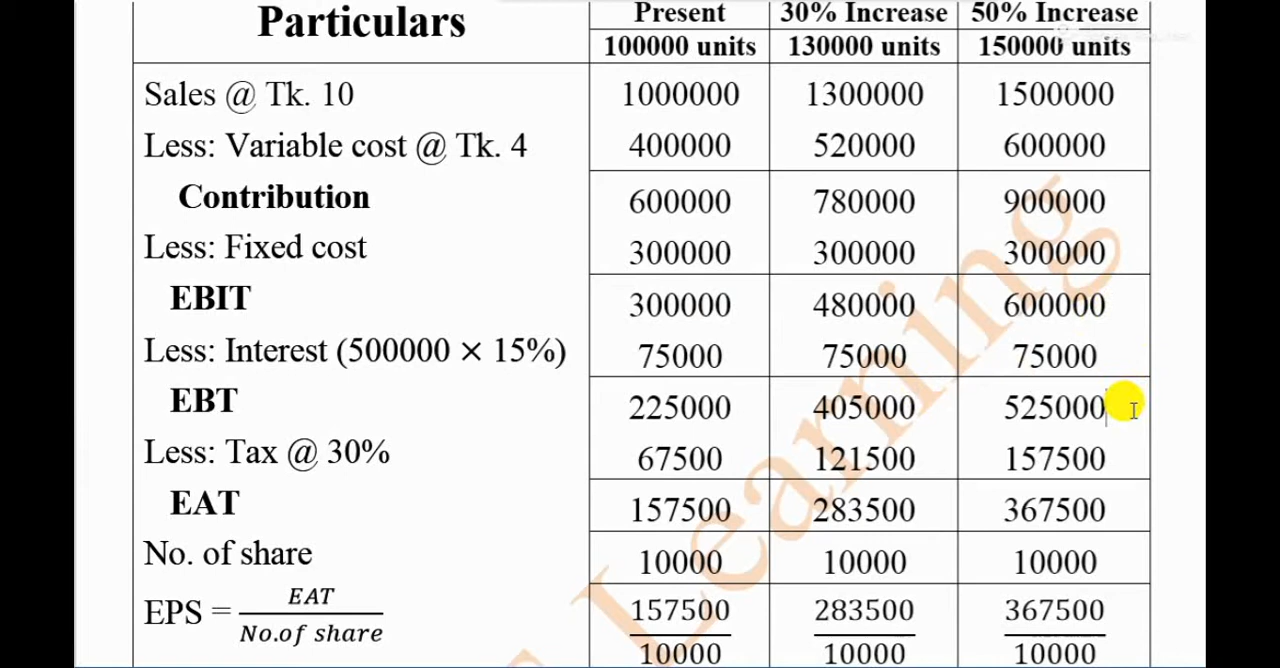 Particulars Present 30% Increase 50% Increase
100000 units 130000 units 150000 units
Sales @ Tk. 10 1000000 1300000 1500000
Less: Variable cost @ Tk. 4 400000 520000 600000
Contribution 600000 780000 900000
Less: Fixed cost 300000 300000 300000
EBIT 300000 480000 600000
Less: Interest (500000 × 15%) 75000 75000 75000
EBT 225000 405000 525000
Less: Tax @ 30% 67500 121500 157500
EAT 157500 283500 367500
No. of share 10000 10000 10000
EPS = EAT / No.of share 157500 / 10000 283500 / 10000 367500 / 10000
Learning